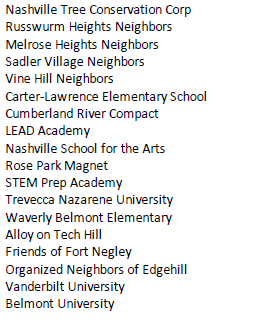 Nashville Tree Conservation Corp
Russwurm Heights Neighbors
Melrose Heights Neighbors
Sadler Village Neighbors
Vine Hill Neighbors
Carter-Lawrence Elementary School
Cumberland River Compact
LEAD Academy
Nashville School for the Arts
Rose Park Magnet
STEM Prep Academy
Trevecca Nazarene University
Waverly Belmont Elementary
Alloy on Tech Hill
Friends of Fort Negley
Organized Neighbors of Edgehill
Vanderbilt University
Belmont University